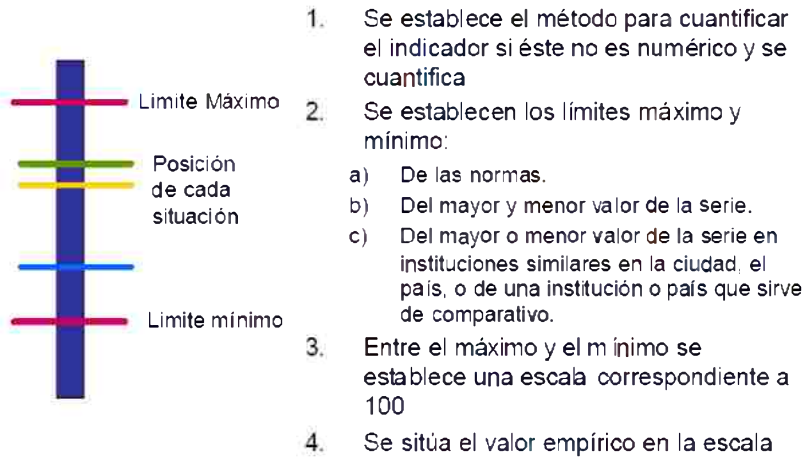 Limite Máximo
Posición
de cada
situación
Limite mínimo
1. Se establece el método para cuantificar
el indicador si éste no es numérico y se
cuantifica
2. Se establecen los límites máximo y
mínimo:
a) De las normas.
b) Del mayor y menor valor de la serie.
c) Del mayor o menor valor de la serie en
instituciones similares en la ciudad, el
país, o de una institución o país que sirve
de comparativo.
3. Entre el máximo y el mínimo se
establece una escala correspondiente a
100
4. Se sitúa el valor empírico en la escala